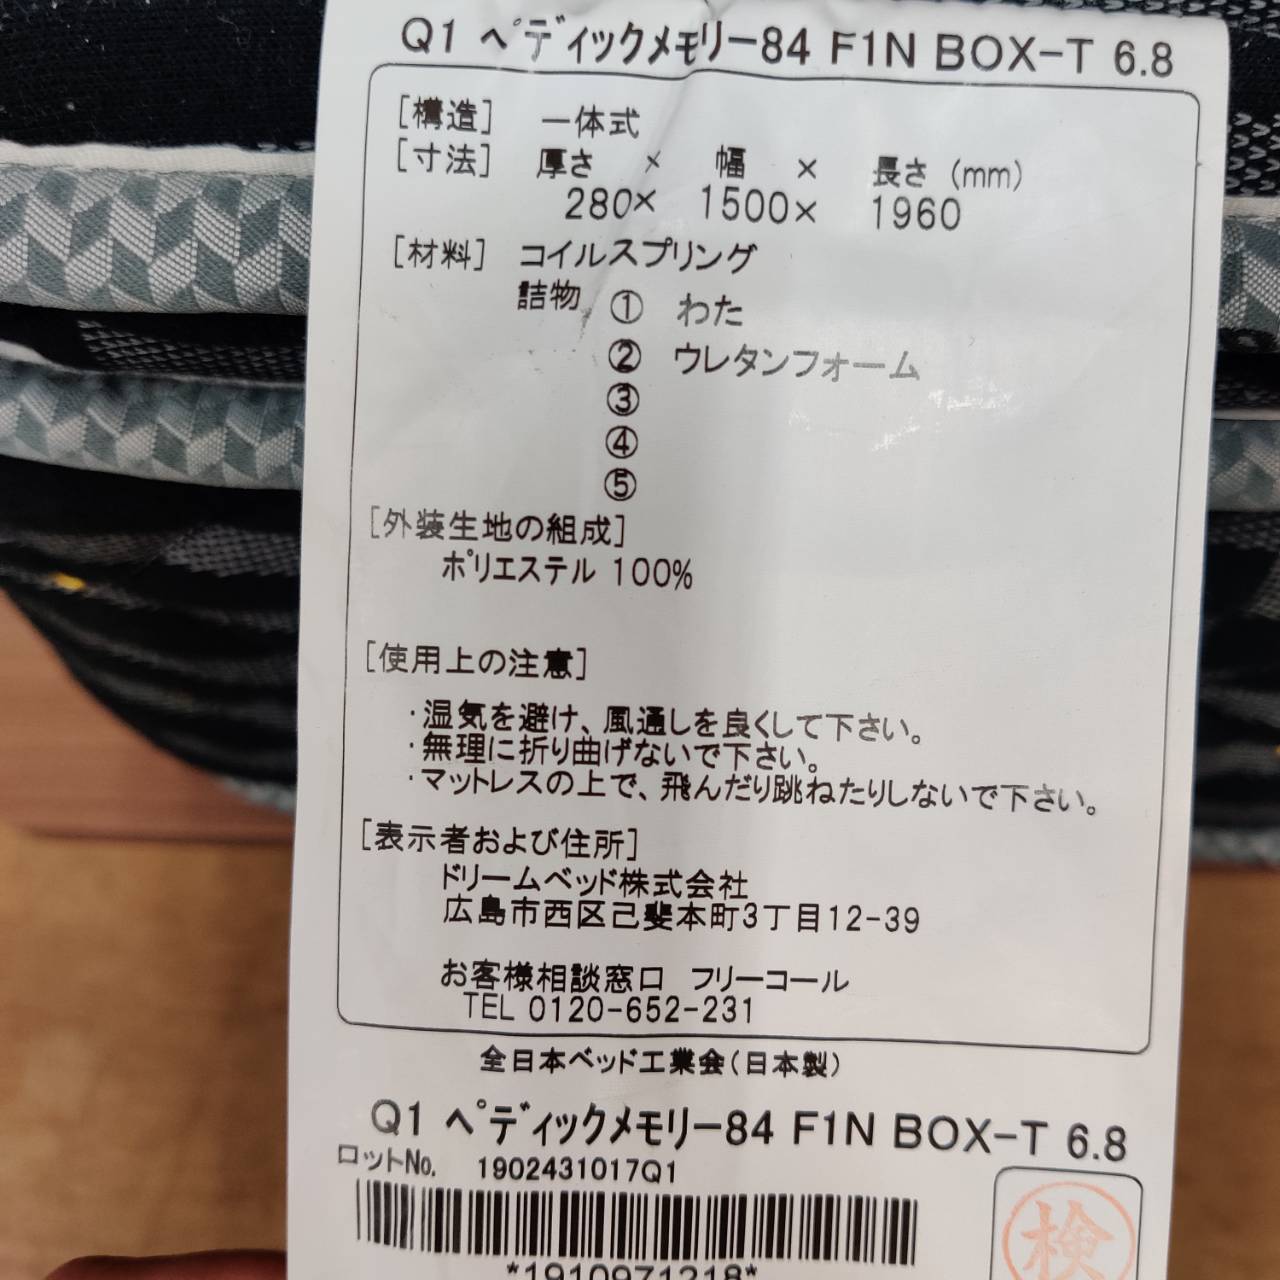 Q1 ペディックメモリー84 F1N BOX-T 6.8
[構造] 一体式
[寸法] 厚さ × 幅 × 長さ (mm)
280× 1500× 1960
[材料] コイルスプリング
詰物 ① わた
② ウレタンフォーム
③
④
⑤
[外装生地の組成]
ポリエステル 100%
[使用上の注意]
・湿気を避け、風通しを良くして下さい。
・無理に折り曲げないで下さい。
・マットレスの上で、飛んだり跳ねたりしないで下さい。
[表示者および住所]
ドリームベッド株式会社
広島市西区己斐本町3丁目12-39
お客様相談窓口 フリーコール
TEL 0120-652-231
全日本ベッド工業会(日本製)
Q1 ペディックメモリー84 F1N BOX-T 6.8
ロットNo. 1902431017Q1
検
*1910971218*